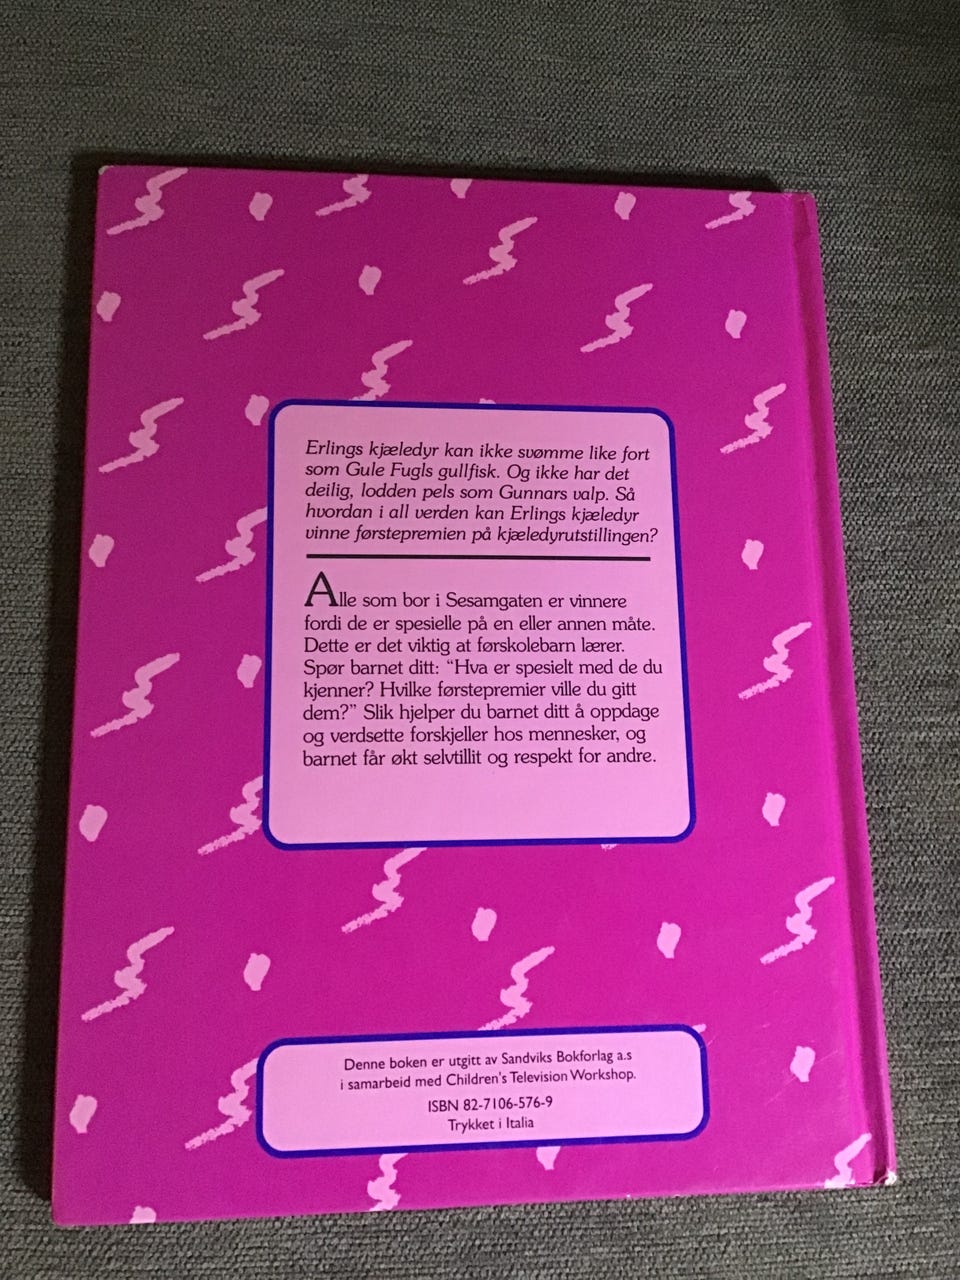 Erlings kjæledyr kan ikke svømme like fort
som Gule Fugls gullfisk. Og ikke har det
deilig, lodden pels som Gunnars valp. Så
hvordan i all verden kan Erlings kjæledyr
vinne førstepremien på kjæledyrutstillingen?
Alle som bor i Sesamgaten er vinnere
fordi de er spesielle på en eller annen måte.
Dette er det viktig at førskolebarn lærer.
Spør barnet ditt: “Hva er spesielt med de du
kjenner? Hvilke førstepremier ville du gitt
dem?” Slik hjelper du barnet ditt å oppdage
og verdsette forskjeller hos mennesker, og
barnet får økt selvtillit og respekt for andre.
Denne boken er utgitt av Sandviks Bokforlag a.s
i samarbeid med Children's Television Workshop.
ISBN 82-7106-576-9
Trykket i Italia